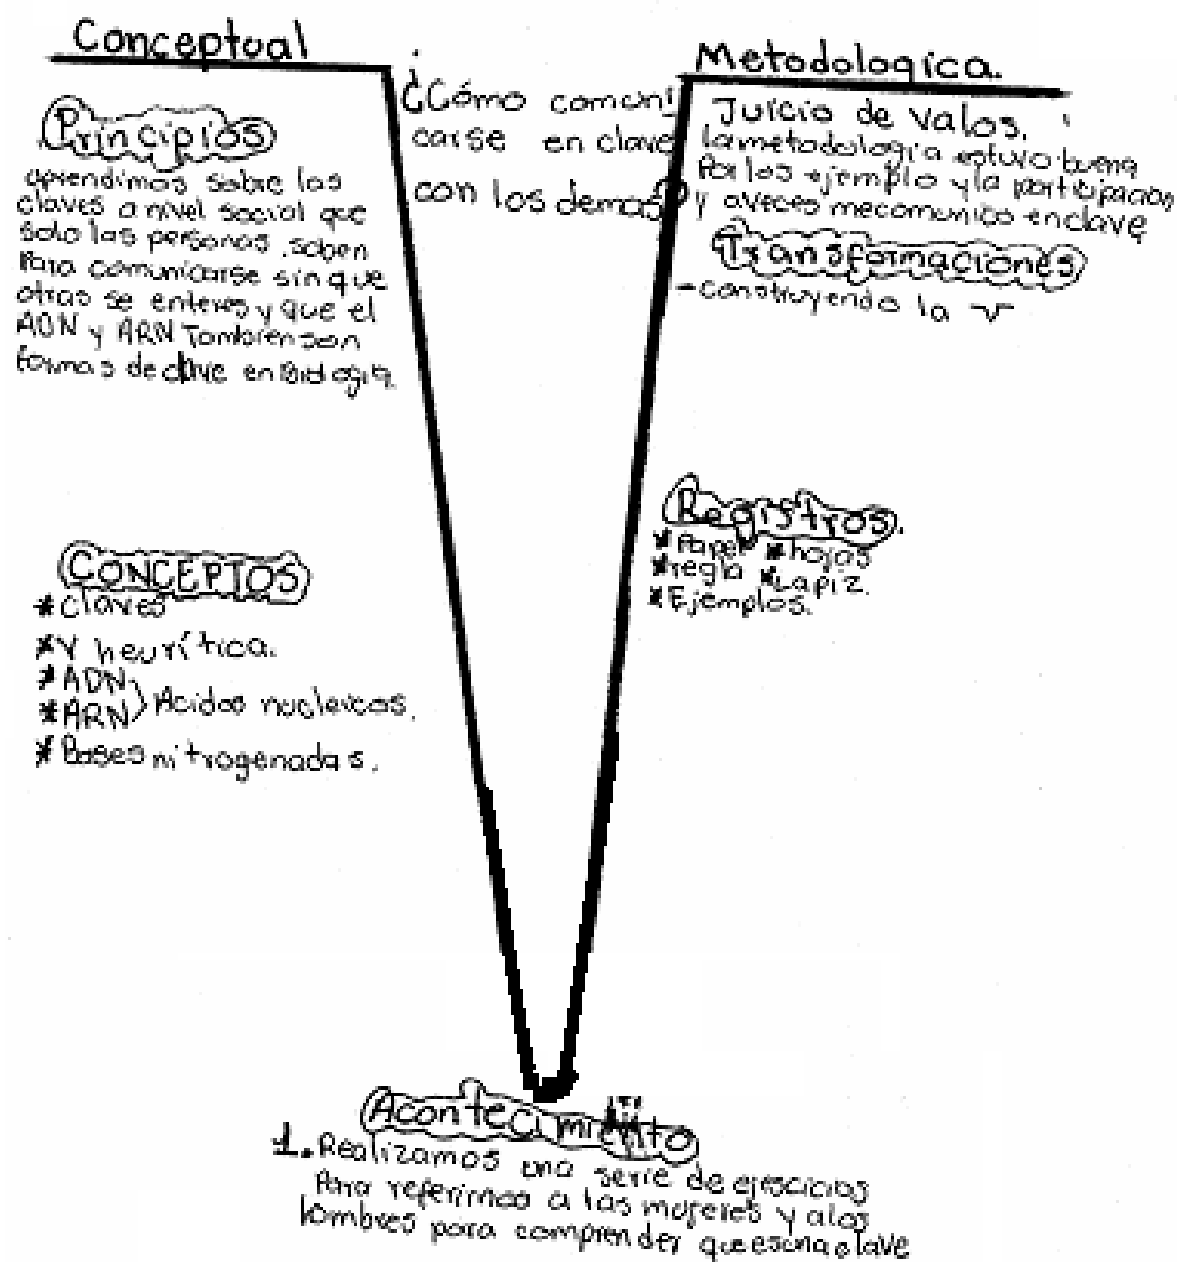 Conceptual
Principios
aprendimos sobre las
claves a nivel social que
solo las personas saben
Para comunicarse sin que
otras se enteres y que el
ADN y ARN Tambien son
formas de clave en Biologia.
CONCEPTOS
*Claves
*V heurítica.
*ADN
*ARN } Acidos nucleicos.
*Bases nitrogenadas.
¿Cómo comuni
carse en clave
con los demas?
Metodologica.
Juicio de valos.
la metodologia estuvo buena
Por los ejemplo y la participacion
y aveces me comunico en clave
Transformaciones
-construyendo la V
Registros.
*Papel *hojas
*regla *Lapiz.
*Ejemplos.
Acontecimiento
1. Realizamos una serie de ejescicios
Para referirnos a las mujeres y a los
hombres para comprender que es una clave